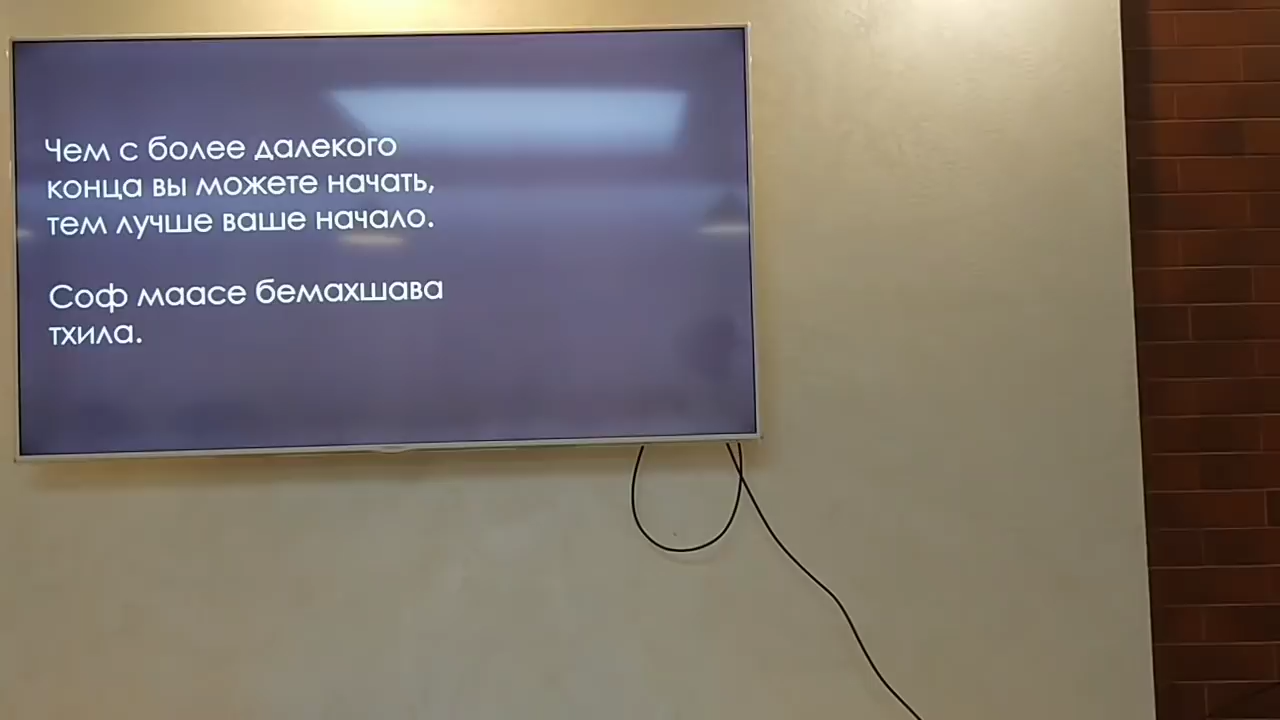 Чем с более далекого
конца вы можете начать,
тем лучше ваше начало.
Соф маасе бемахшава
тхила.